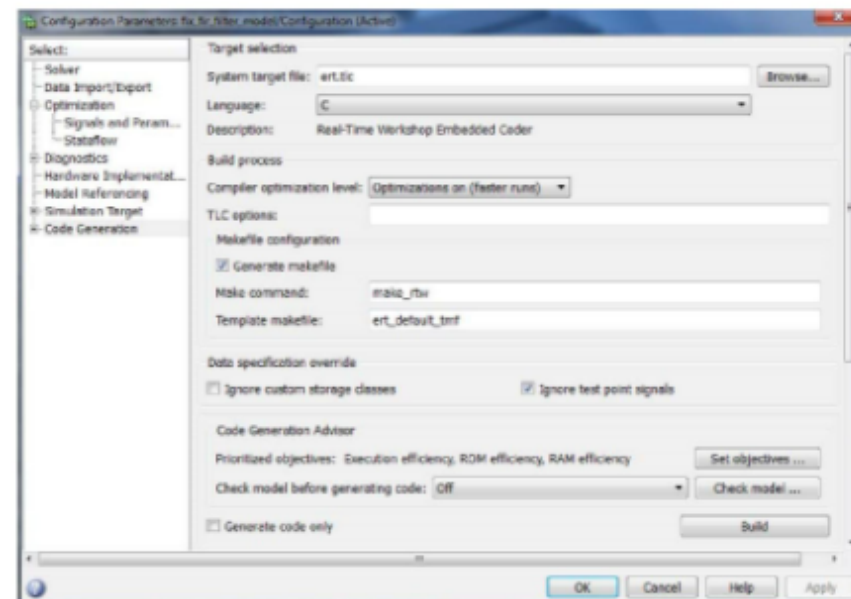 Configuration Parameters: fix_fir_filter_model/Configuration (Active)
Select:
Solver
Data Import/Export
Optimization
Signals and Param...
Stateflow
Diagnostics
Hardware Implementat...
Model Referencing
Simulation Target
Code Generation
Target selection
System target file: ert.tlc Browse...
Language: C
Description: Real-Time Workshop Embedded Coder
Build process
Compiler optimization level: Optimizations on (faster runs)
TLC options:
Makefile configuration
Generate makefile
Make command: make_rtw
Template makefile: ert_default_tmf
Data specification override
Ignore custom storage classes Ignore test point signals
Code Generation Advisor
Prioritized objectives: Execution efficiency, ROM efficiency, RAM efficiency Set objectives ...
Check model before generating code: Off Check model ...
Generate code only Build
OK Cancel Help Apply